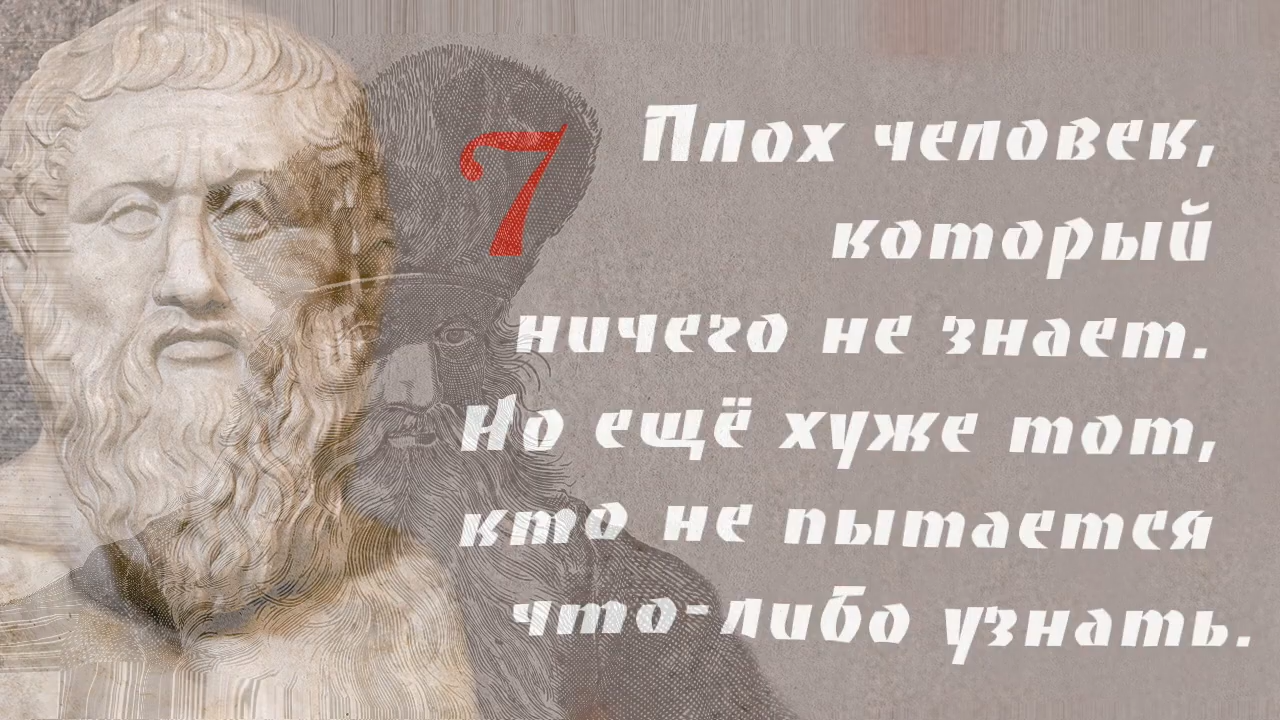 7
Плох человек,
который
ничего не знает.
Но ещё хуже тот,
кто не пытается
что-либо узнать.